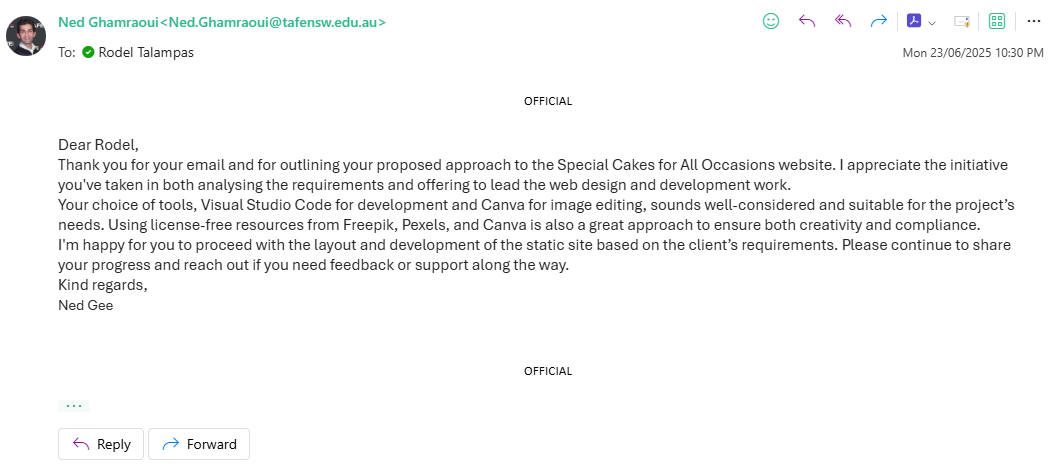 Ned Ghamraoui<Ned.Ghamraoui@tafensw.edu.au>
To: Rodel Talampas
Mon 23/06/2025 10:30 PM
OFFICIAL
Dear Rodel,
Thank you for your email and for outlining your proposed approach to the Special Cakes for All Occasions website. I appreciate the initiative
you've taken in both analysing the requirements and offering to lead the web design and development work.
Your choice of tools, Visual Studio Code for development and Canva for image editing, sounds well-considered and suitable for the project’s
needs. Using license-free resources from Freepik, Pexels, and Canva is also a great approach to ensure both creativity and compliance.
I'm happy for you to proceed with the layout and development of the static site based on the client’s requirements. Please continue to share
your progress and reach out if you need feedback or support along the way.
Kind regards,
Ned Gee
OFFICIAL
Reply
Forward